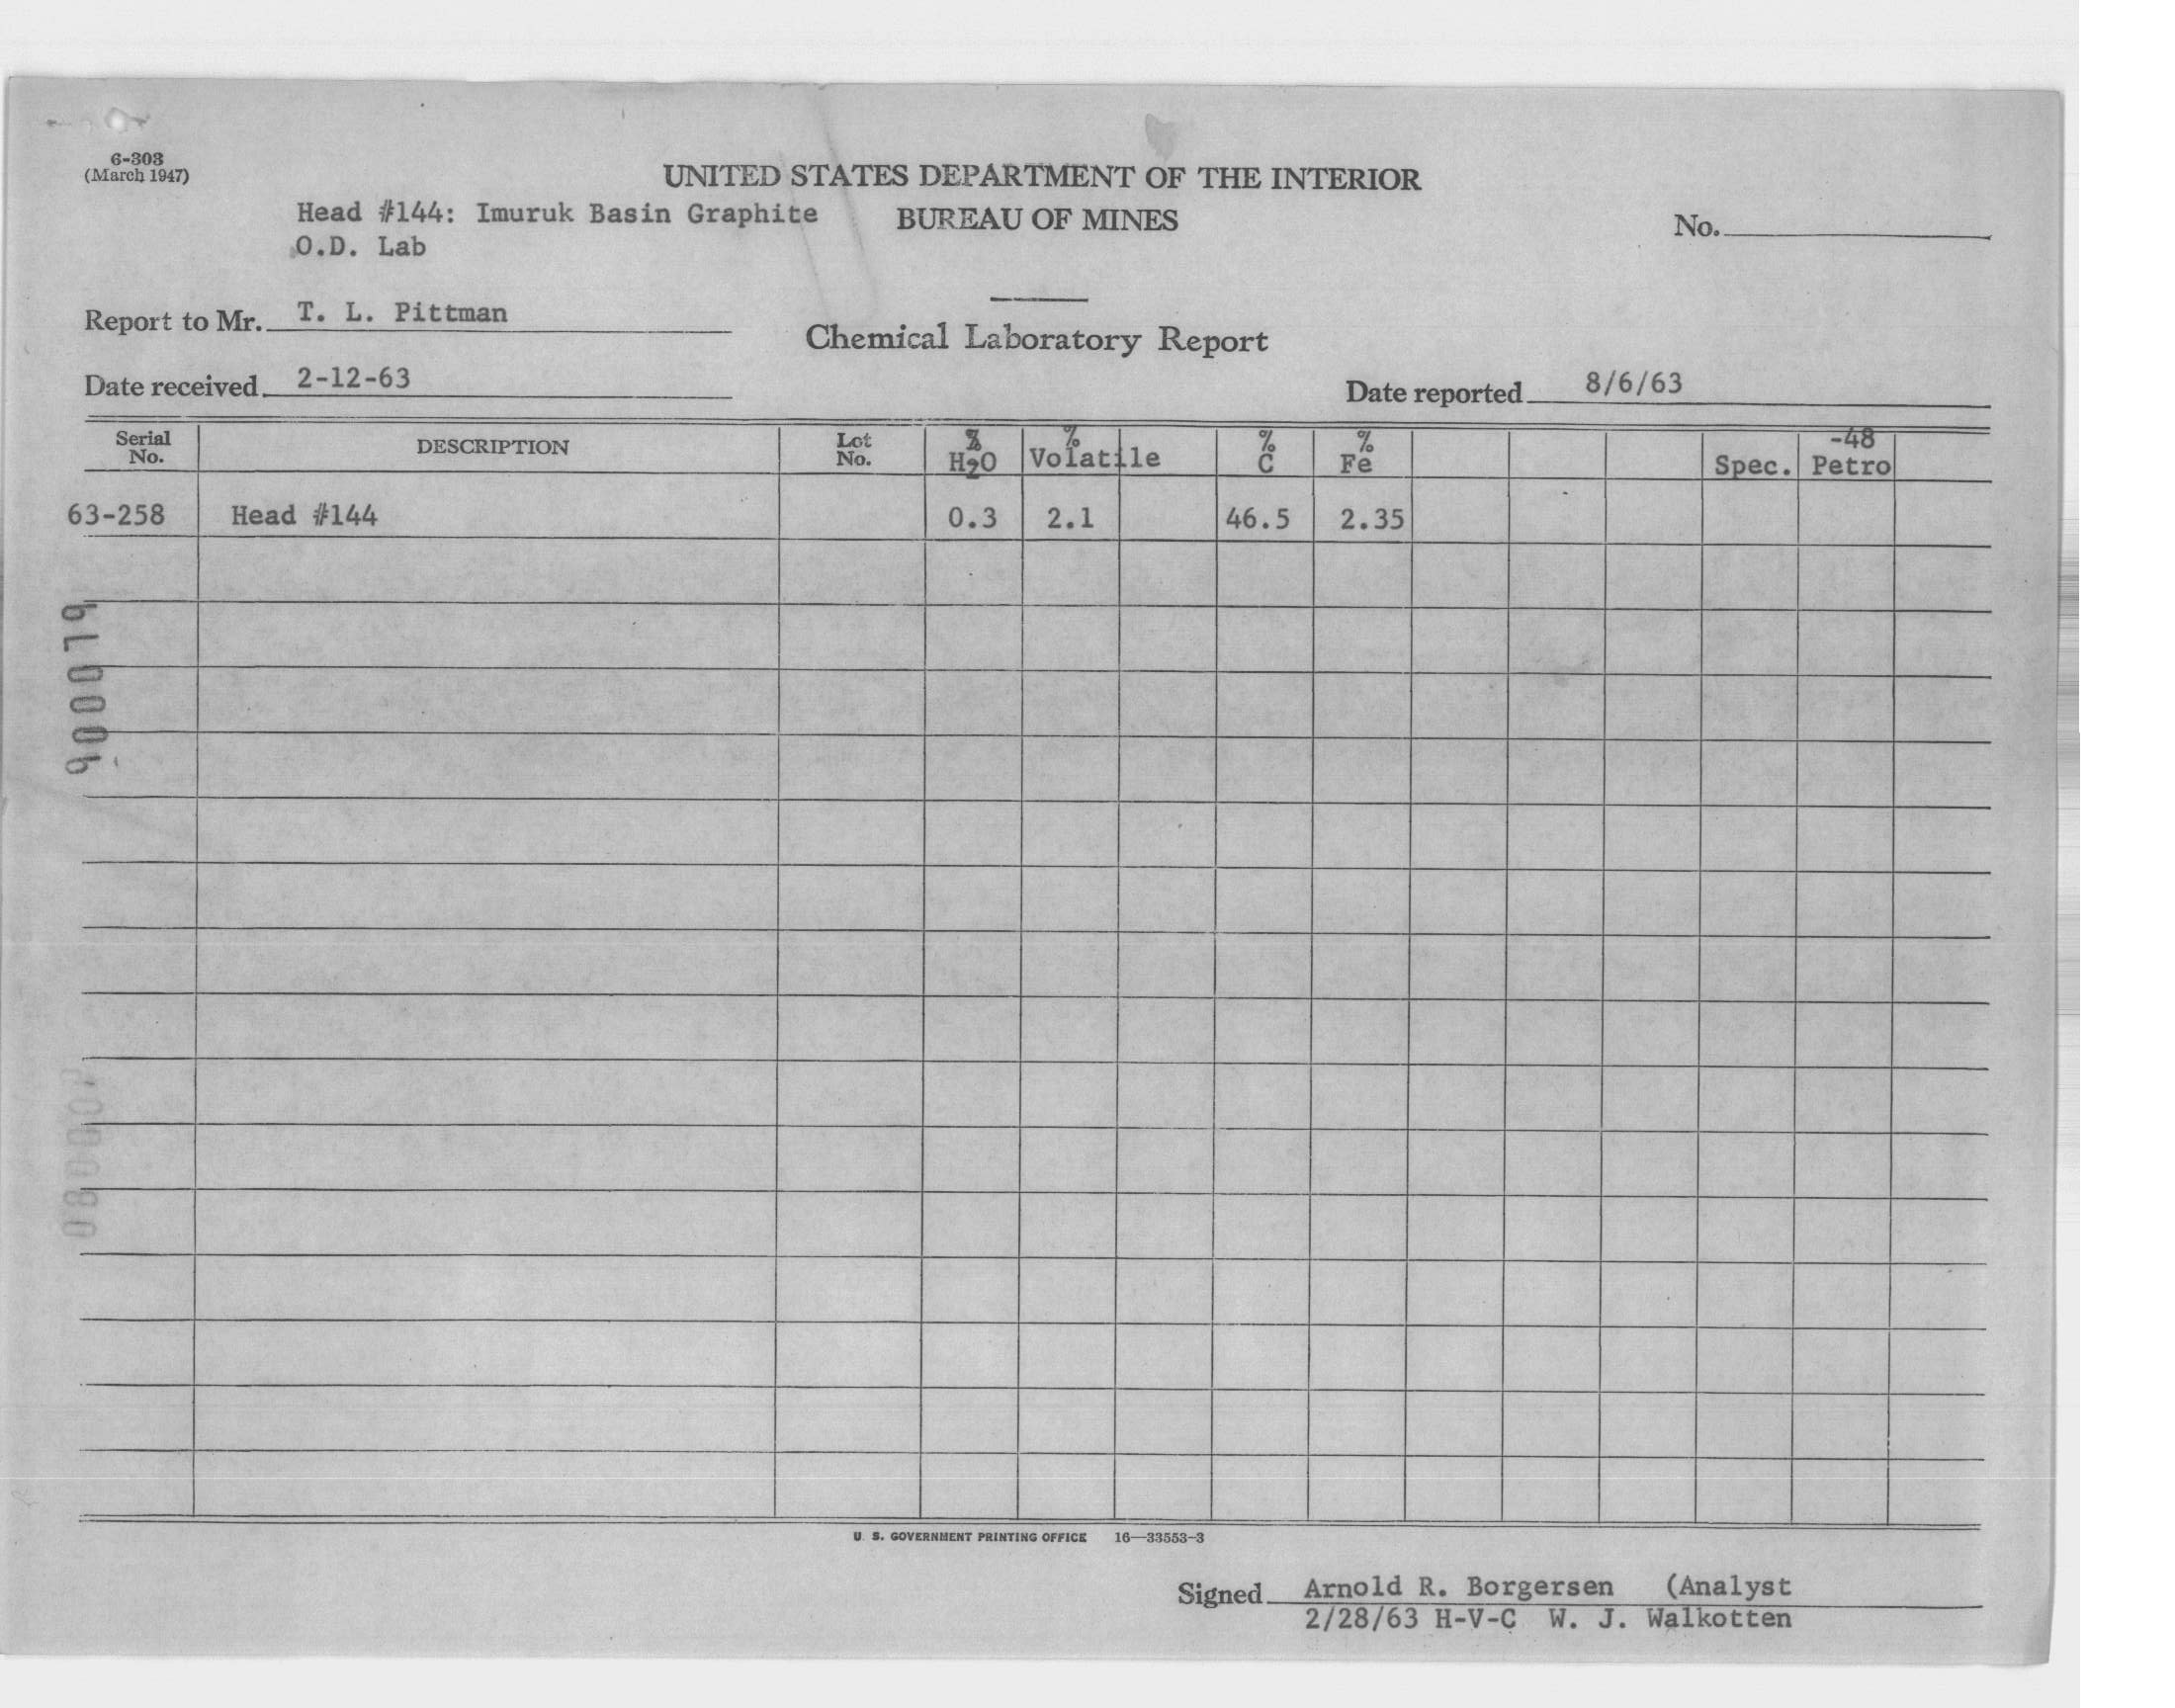 6-303
(March 1947)
UNITED STATES DEPARTMENT OF THE INTERIOR
Head #144: Imuruk Basin Graphite BUREAU OF MINES
O.D. Lab
No.
Report to Mr. T. L. Pittman
Chemical Laboratory Report
Date received 2-12-63
Date reported 8/6/63
Serial No. DESCRIPTION Lot No. % H2O % Volatile % C % Fe Spec. -48 Petro
63-258 Head #144 0.3 2.1 46.5 2.35
U. S. GOVERNMENT PRINTING OFFICE 16—33553-3
Signed Arnold R. Borgersen (Analyst
2/28/63 H-V-C W. J. Walkotten